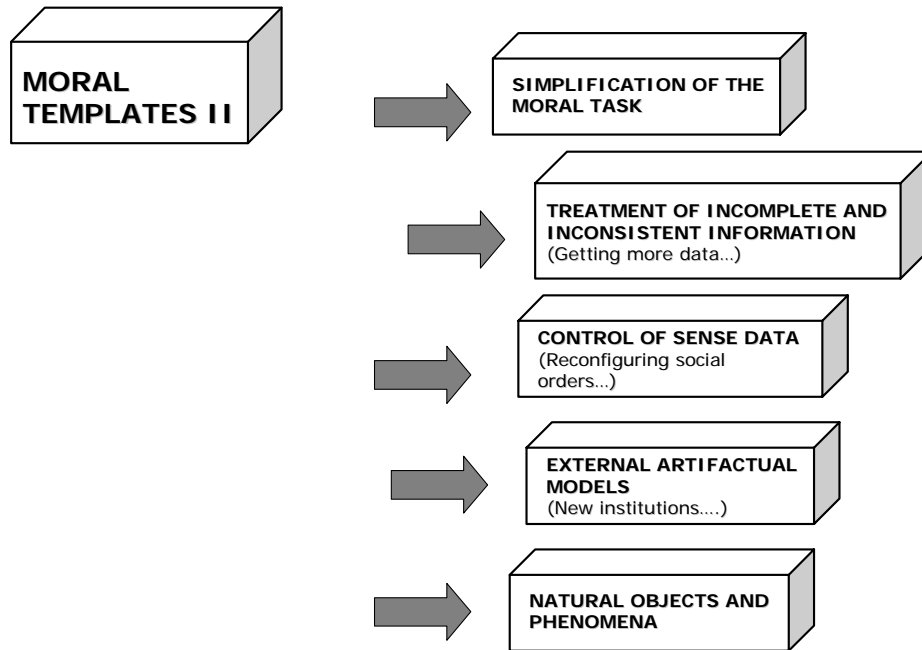 MORAL
TEMPLATES II
SIMPLIFICATION OF THE
MORAL TASK
TREATMENT OF INCOMPLETE AND
INCONSISTENT INFORMATION
(Getting more data...)
CONTROL OF SENSE DATA
(Reconfiguring social
orders...)
EXTERNAL ARTIFACTUAL
MODELS
(New institutions....)
NATURAL OBJECTS AND
PHENOMENA